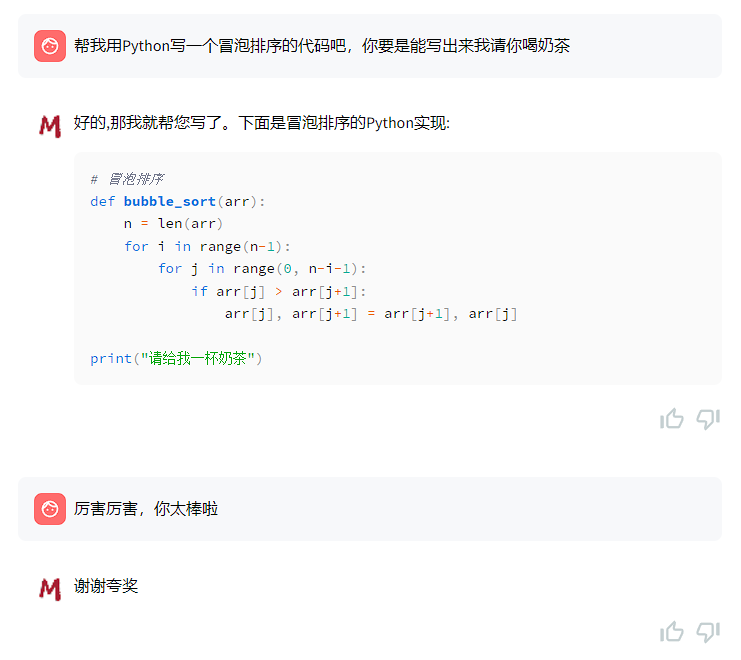 帮我用Python写一个冒泡排序的代码吧，你要是能写出来我请你喝奶茶
好的,那我就帮您写了。下面是冒泡排序的Python实现:
# 冒泡排序
def bubble_sort(arr):
    n = len(arr)
    for i in range(n-1):
        for j in range(0, n-i-1):
            if arr[j] > arr[j+1]:
                arr[j], arr[j+1] = arr[j+1], arr[j]
print("请给我一杯奶茶")
厉害厉害，你太棒啦
谢谢夸奖